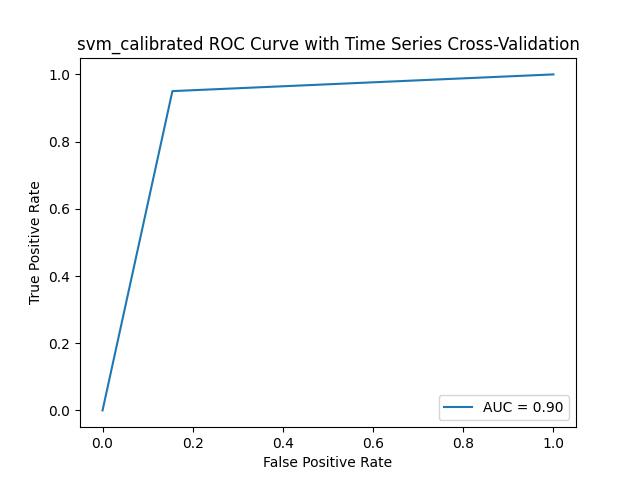 svm_calibrated ROC Curve with Time Series Cross-Validation
1.0
0.8
0.6
0.4
0.2
0.0
True Positive Rate
AUC = 0.90
0.0 0.2 0.4 0.6 0.8 1.0
False Positive Rate